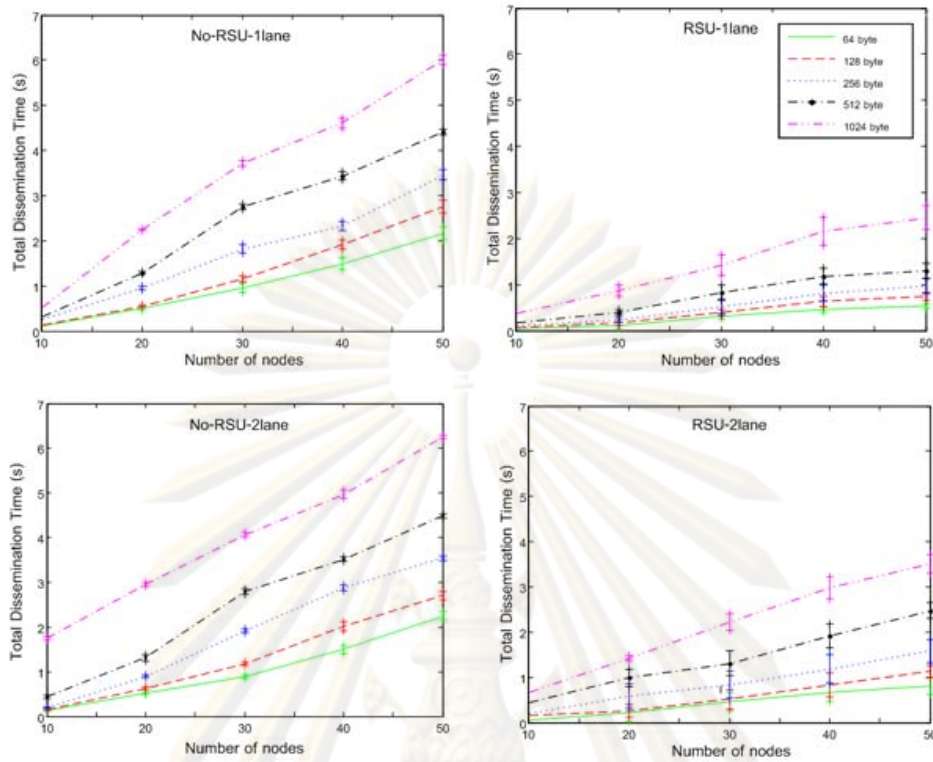 No-RSU-1lane
Total Dissemination Time (s)
7
6
5
4
3
2
1
0
10 20 30 40 50
Number of nodes
RSU-1lane
64 byte
128 byte
256 byte
512 byte
1024 byte
Total Dissemination Time (s)
7
6
5
4
3
2
1
0
10 20 30 40 50
Number of nodes
No-RSU-2lane
Total Dissemination Time (s)
7
6
5
4
3
2
1
0
10 20 30 40 50
Number of nodes
RSU-2lane
Total Dissemination Time (s)
7
6
5
4
3
2
1
0
10 20 30 40 50
Number of nodes